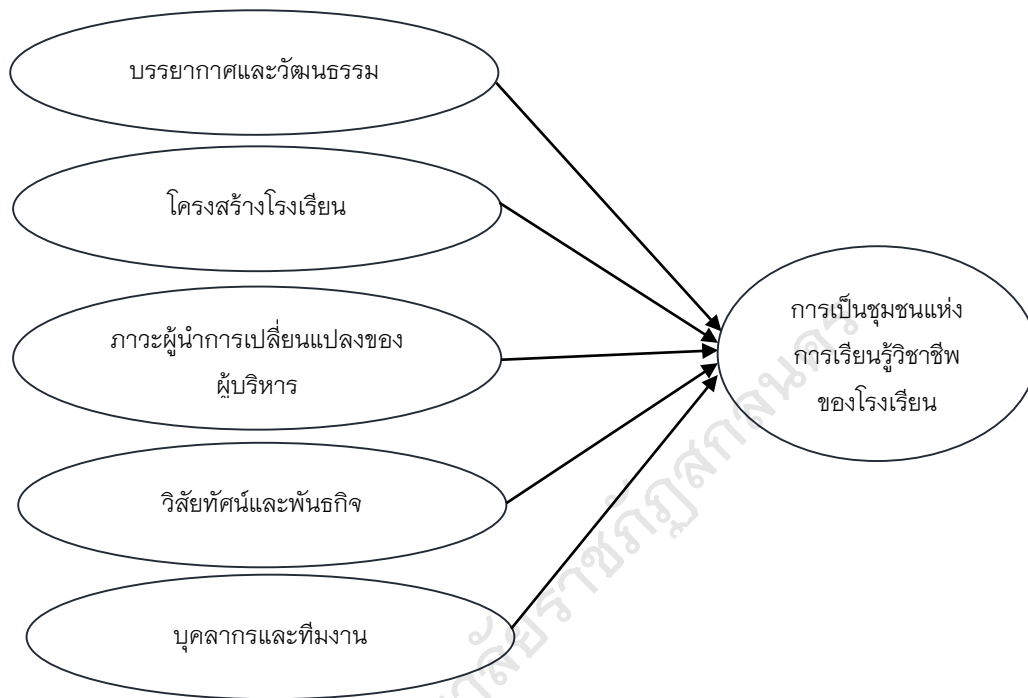 บรรยากาศและวัฒนธรรม
โครงสร้างโรงเรียน
ภาวะผู้นำการเปลี่ยนแปลงของ
ผู้บริหาร
วิสัยทัศน์และพันธกิจ
บุคลากรและทีมงาน
การเป็นชุมชนแห่ง
การเรียนรู้วิชาชีพ
ของโรงเรียน